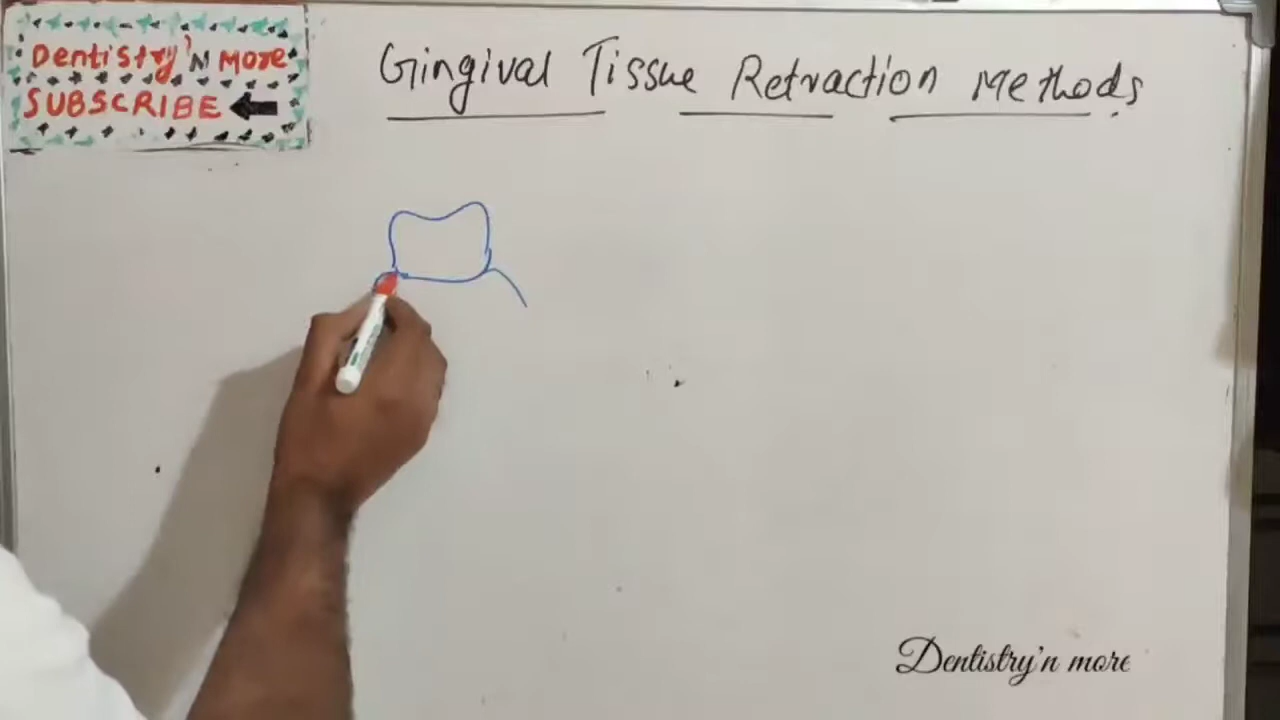 Dentistry'N More
SUBSCRIBE
Gingival Tissue Retraction Methods
Dentistry'n more